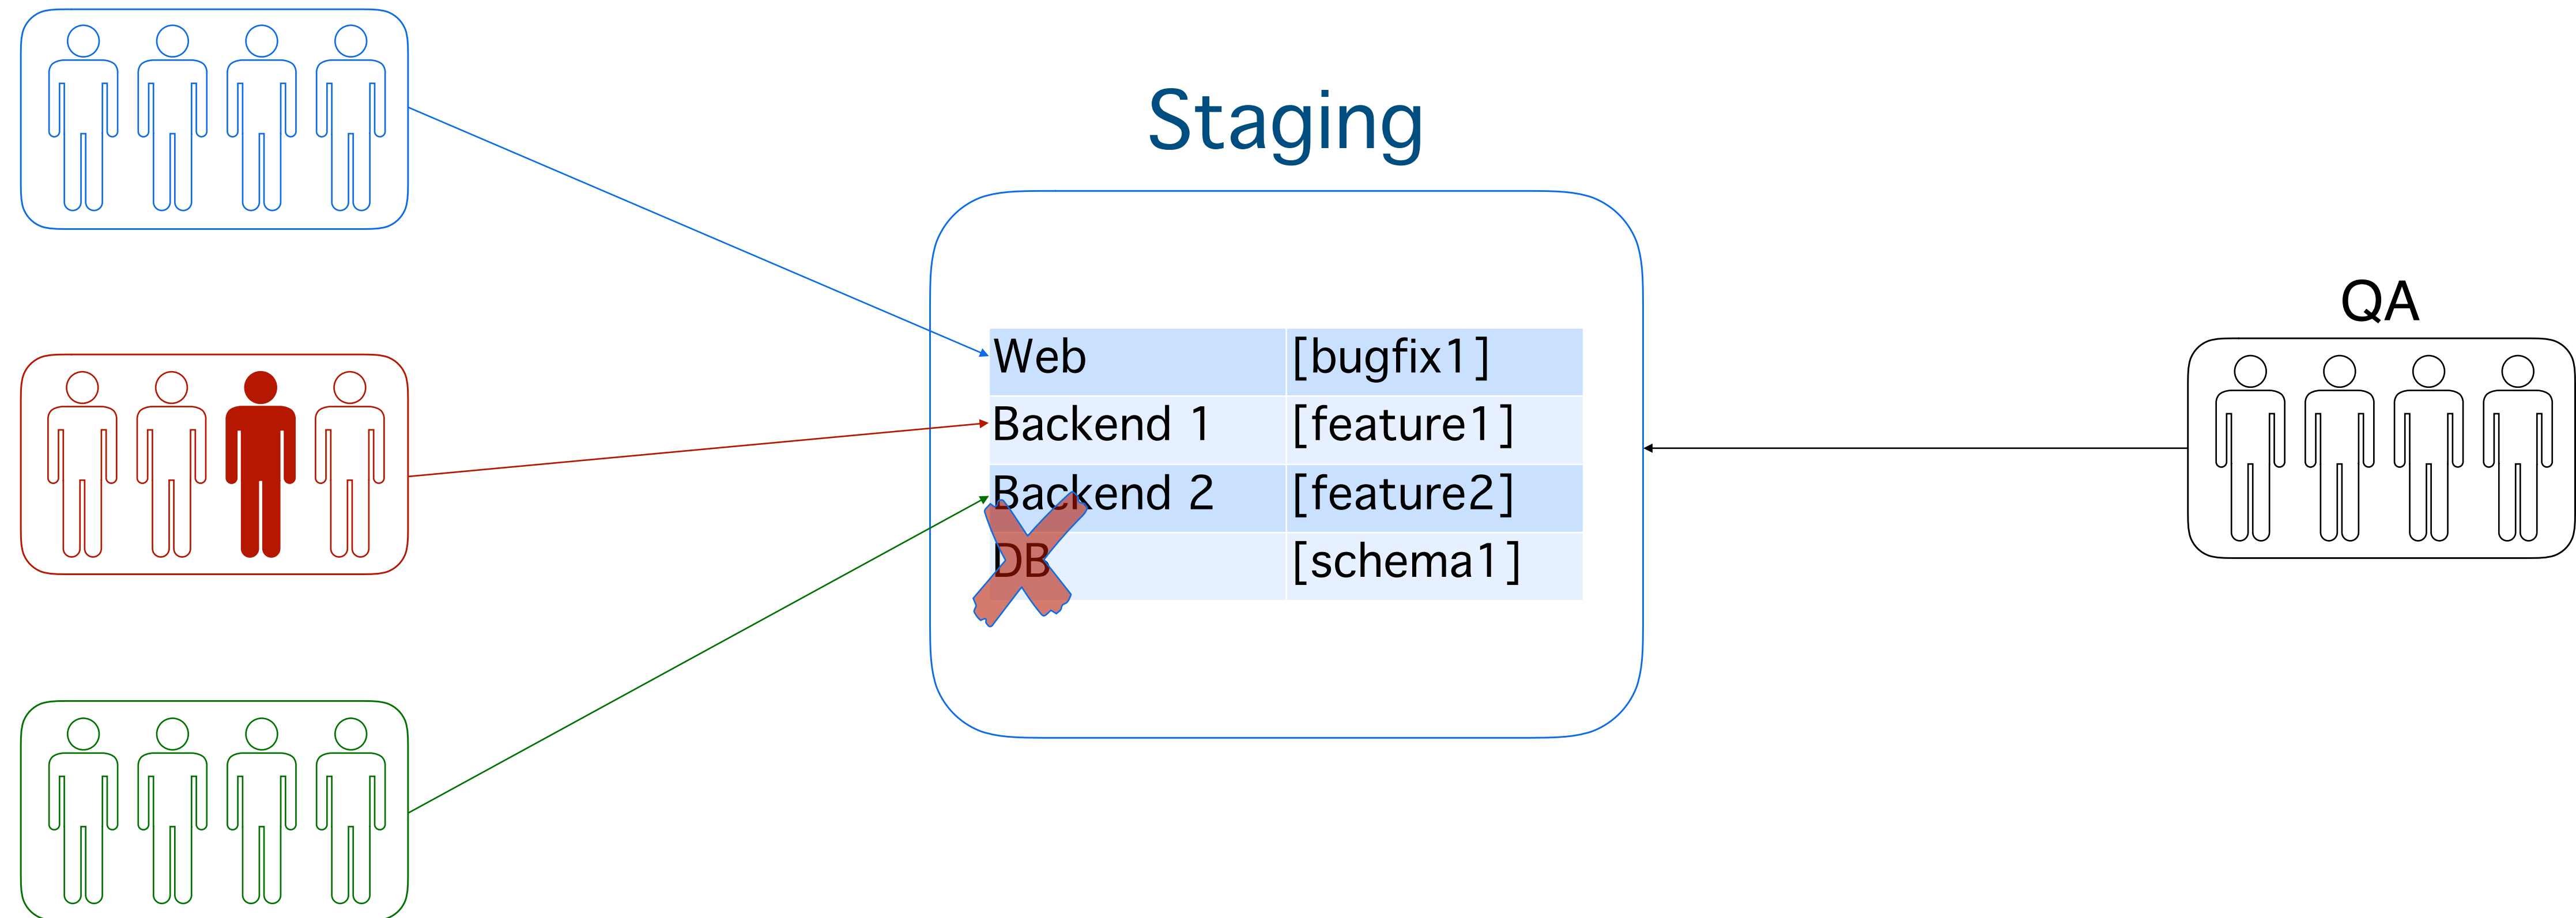 Staging
QA
Web [bugfix1]
Backend 1 [feature1]
Backend 2 [feature2]
DB [schema1]